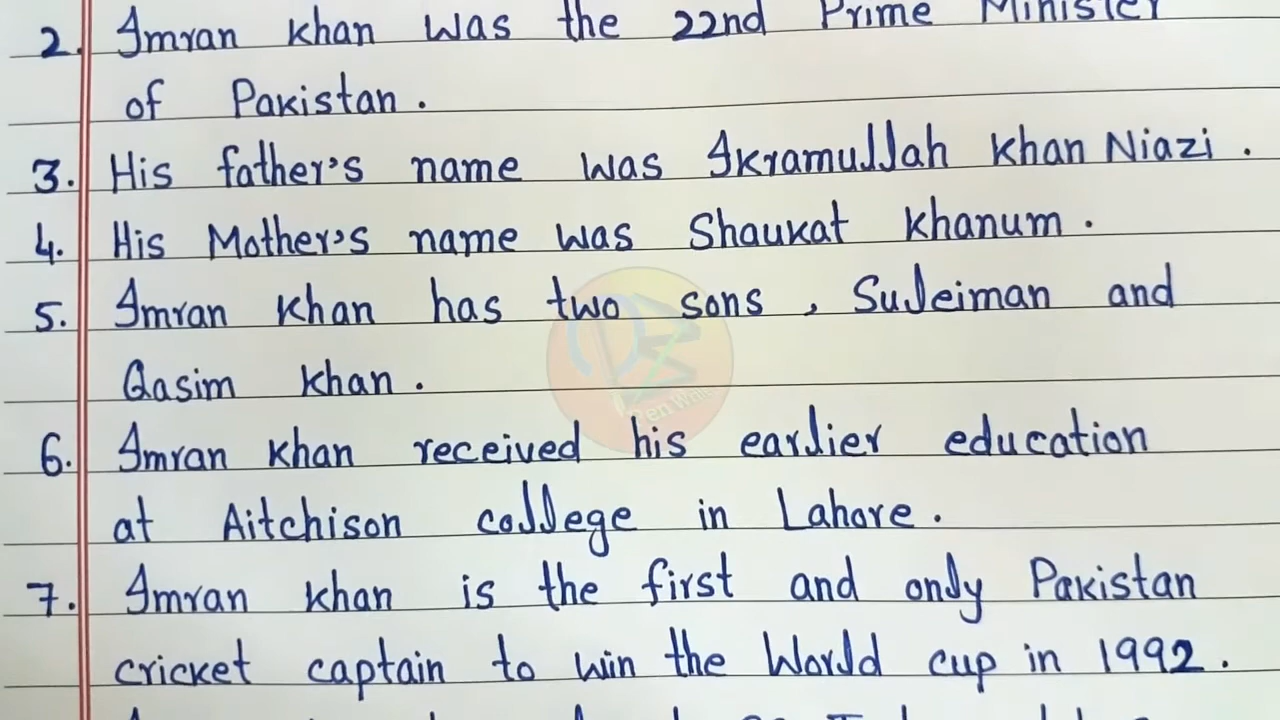 2. Imran khan was the 22nd Prime Minister
of Pakistan.
3. His father's name was Ikramullah khan Niazi.
4. His Mother's name was Shaukat khanum.
5. Imran khan has two sons, Suleiman and
Qasim khan.
6. Imran khan received his earlier education
at Aitchison college in Lahore.
7. Imran khan is the first and only Pakistan
cricket captain to win the World cup in 1992.